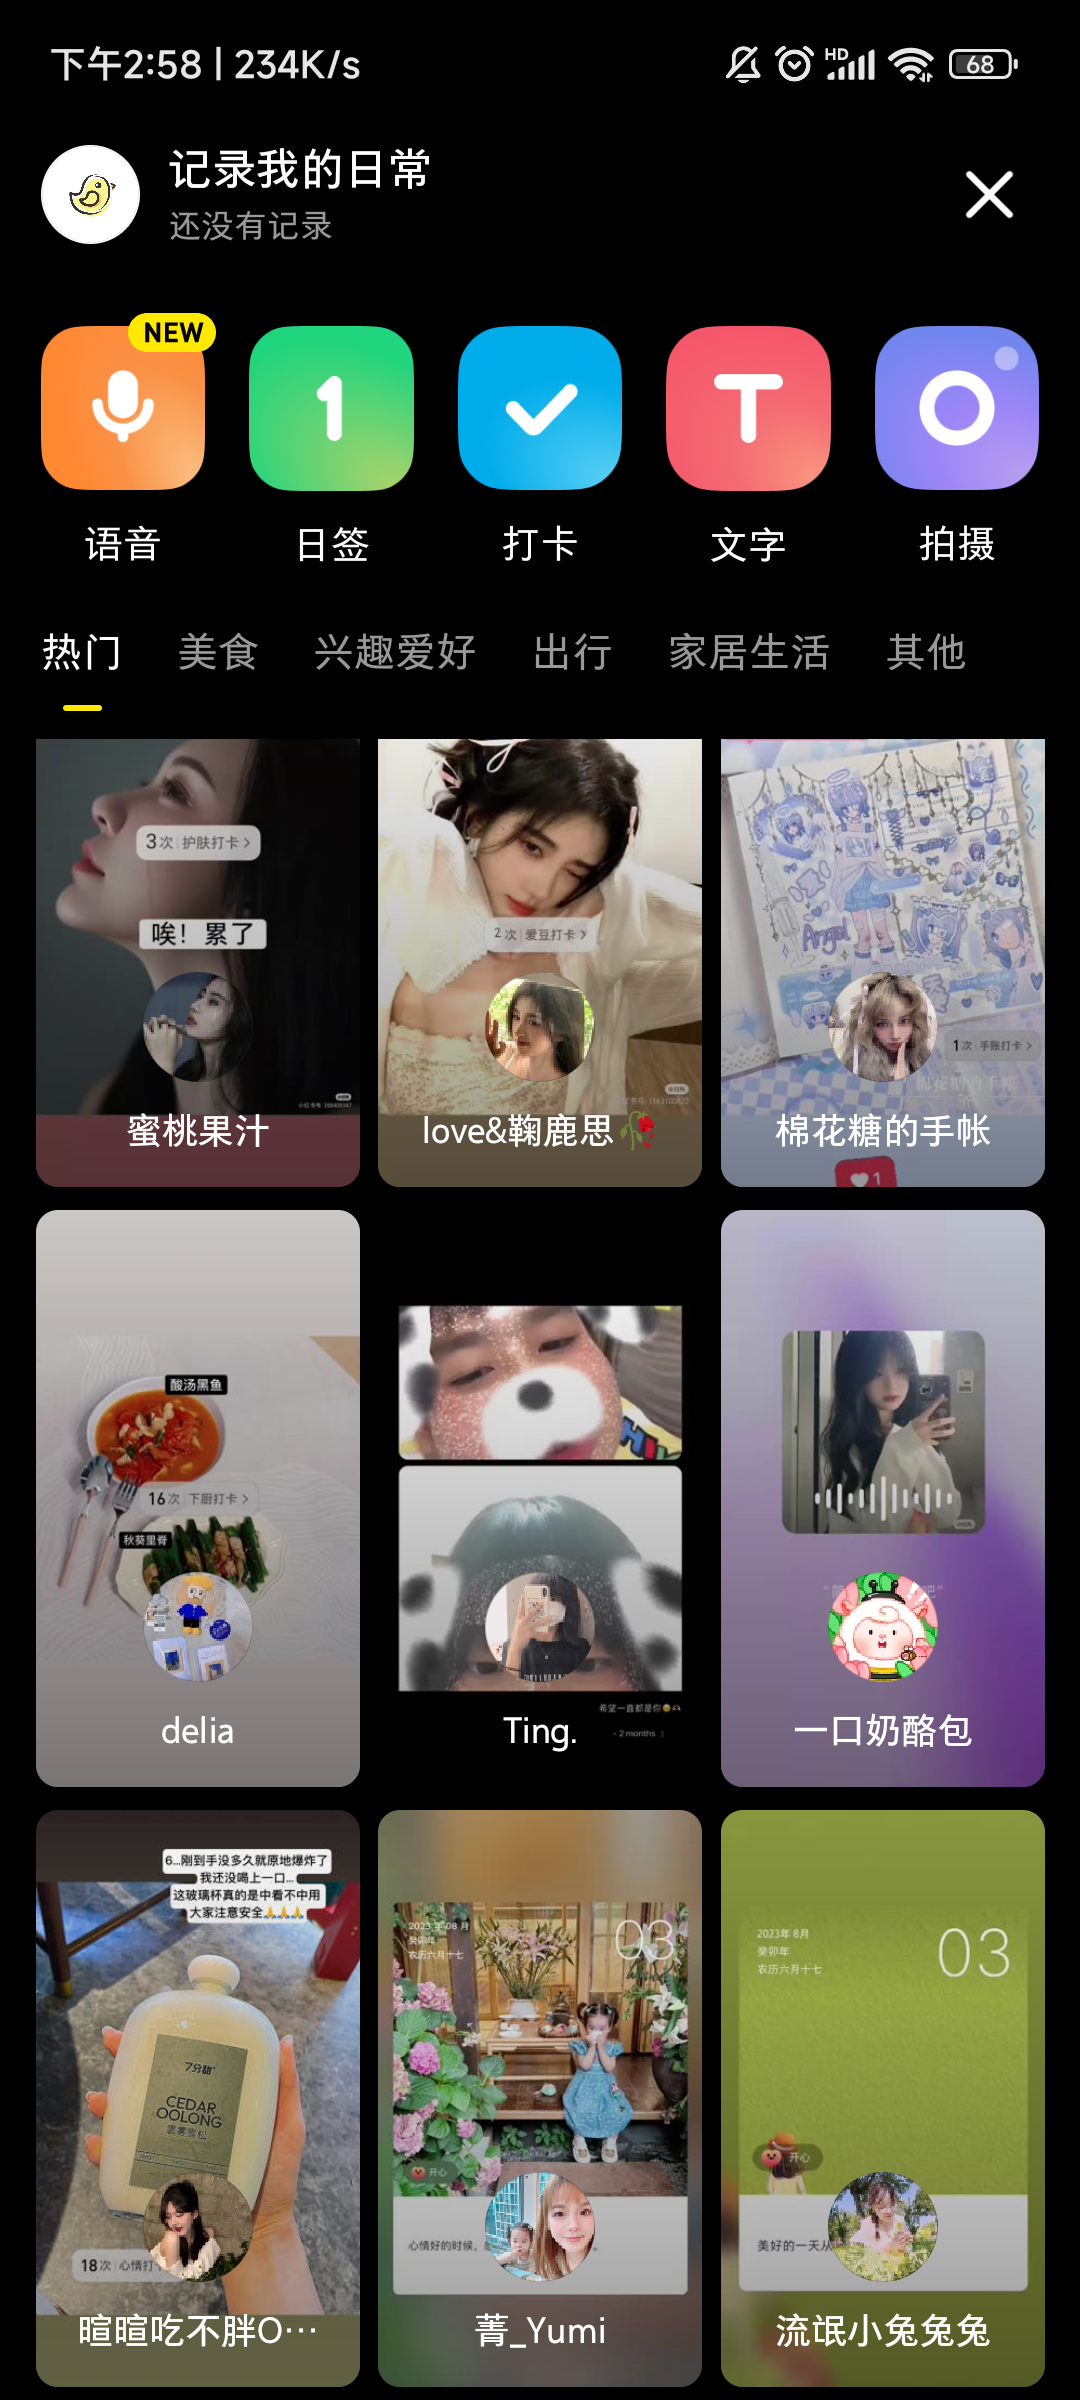 下午2:58 | 234K/s
HD
68
记录我的日常
还没有记录
NEW
语音
日签
打卡
文字
拍摄
热门
美食
兴趣爱好
出行
家居生活
其他
3次 | 护肤打卡 >
唉！累了
蜜桃果汁
2次 | 爱豆打卡 >
love&鞠鹿思🥀
Angel
1次 | 手账打卡 >
棉花糖的手帐
1
酸汤黑鱼
16次 | 下厨打卡 >
秋葵里脊
delia
希望一直都是你
- 2 months
Ting.
一口奶酪包
6...刚到手没多久就原地爆炸了
我还没喝上一口...
这玻璃杯真的是中看不中用
大家注意安全🙏🙏🙏
7分甜
CEDAR
OOLONG
18次 | 心情打
暄暄吃不胖O…
2023 年 08 月
癸卯年
农历六月十七
03
开心
心情好的时候，
菁_Yumi
2023年 8月
癸卯年
农历六月十七
03
开心
美好的一天从
流氓小兔兔兔